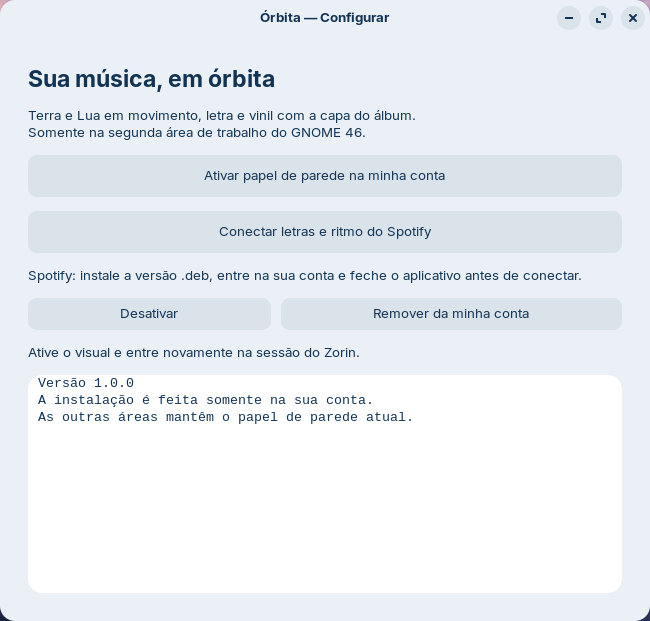 Órbita — Configurar
Sua música, em órbita
Terra e Lua em movimento, letra e vinil com a capa do álbum.
Somente na segunda área de trabalho do GNOME 46.
Ativar papel de parede na minha conta
Conectar letras e ritmo do Spotify
Spotify: instale a versão .deb, entre na sua conta e feche o aplicativo antes de conectar.
Desativar
Remover da minha conta
Ative o visual e entre novamente na sessão do Zorin.
Versão 1.0.0
A instalação é feita somente na sua conta.
As outras áreas mantêm o papel de parede atual.